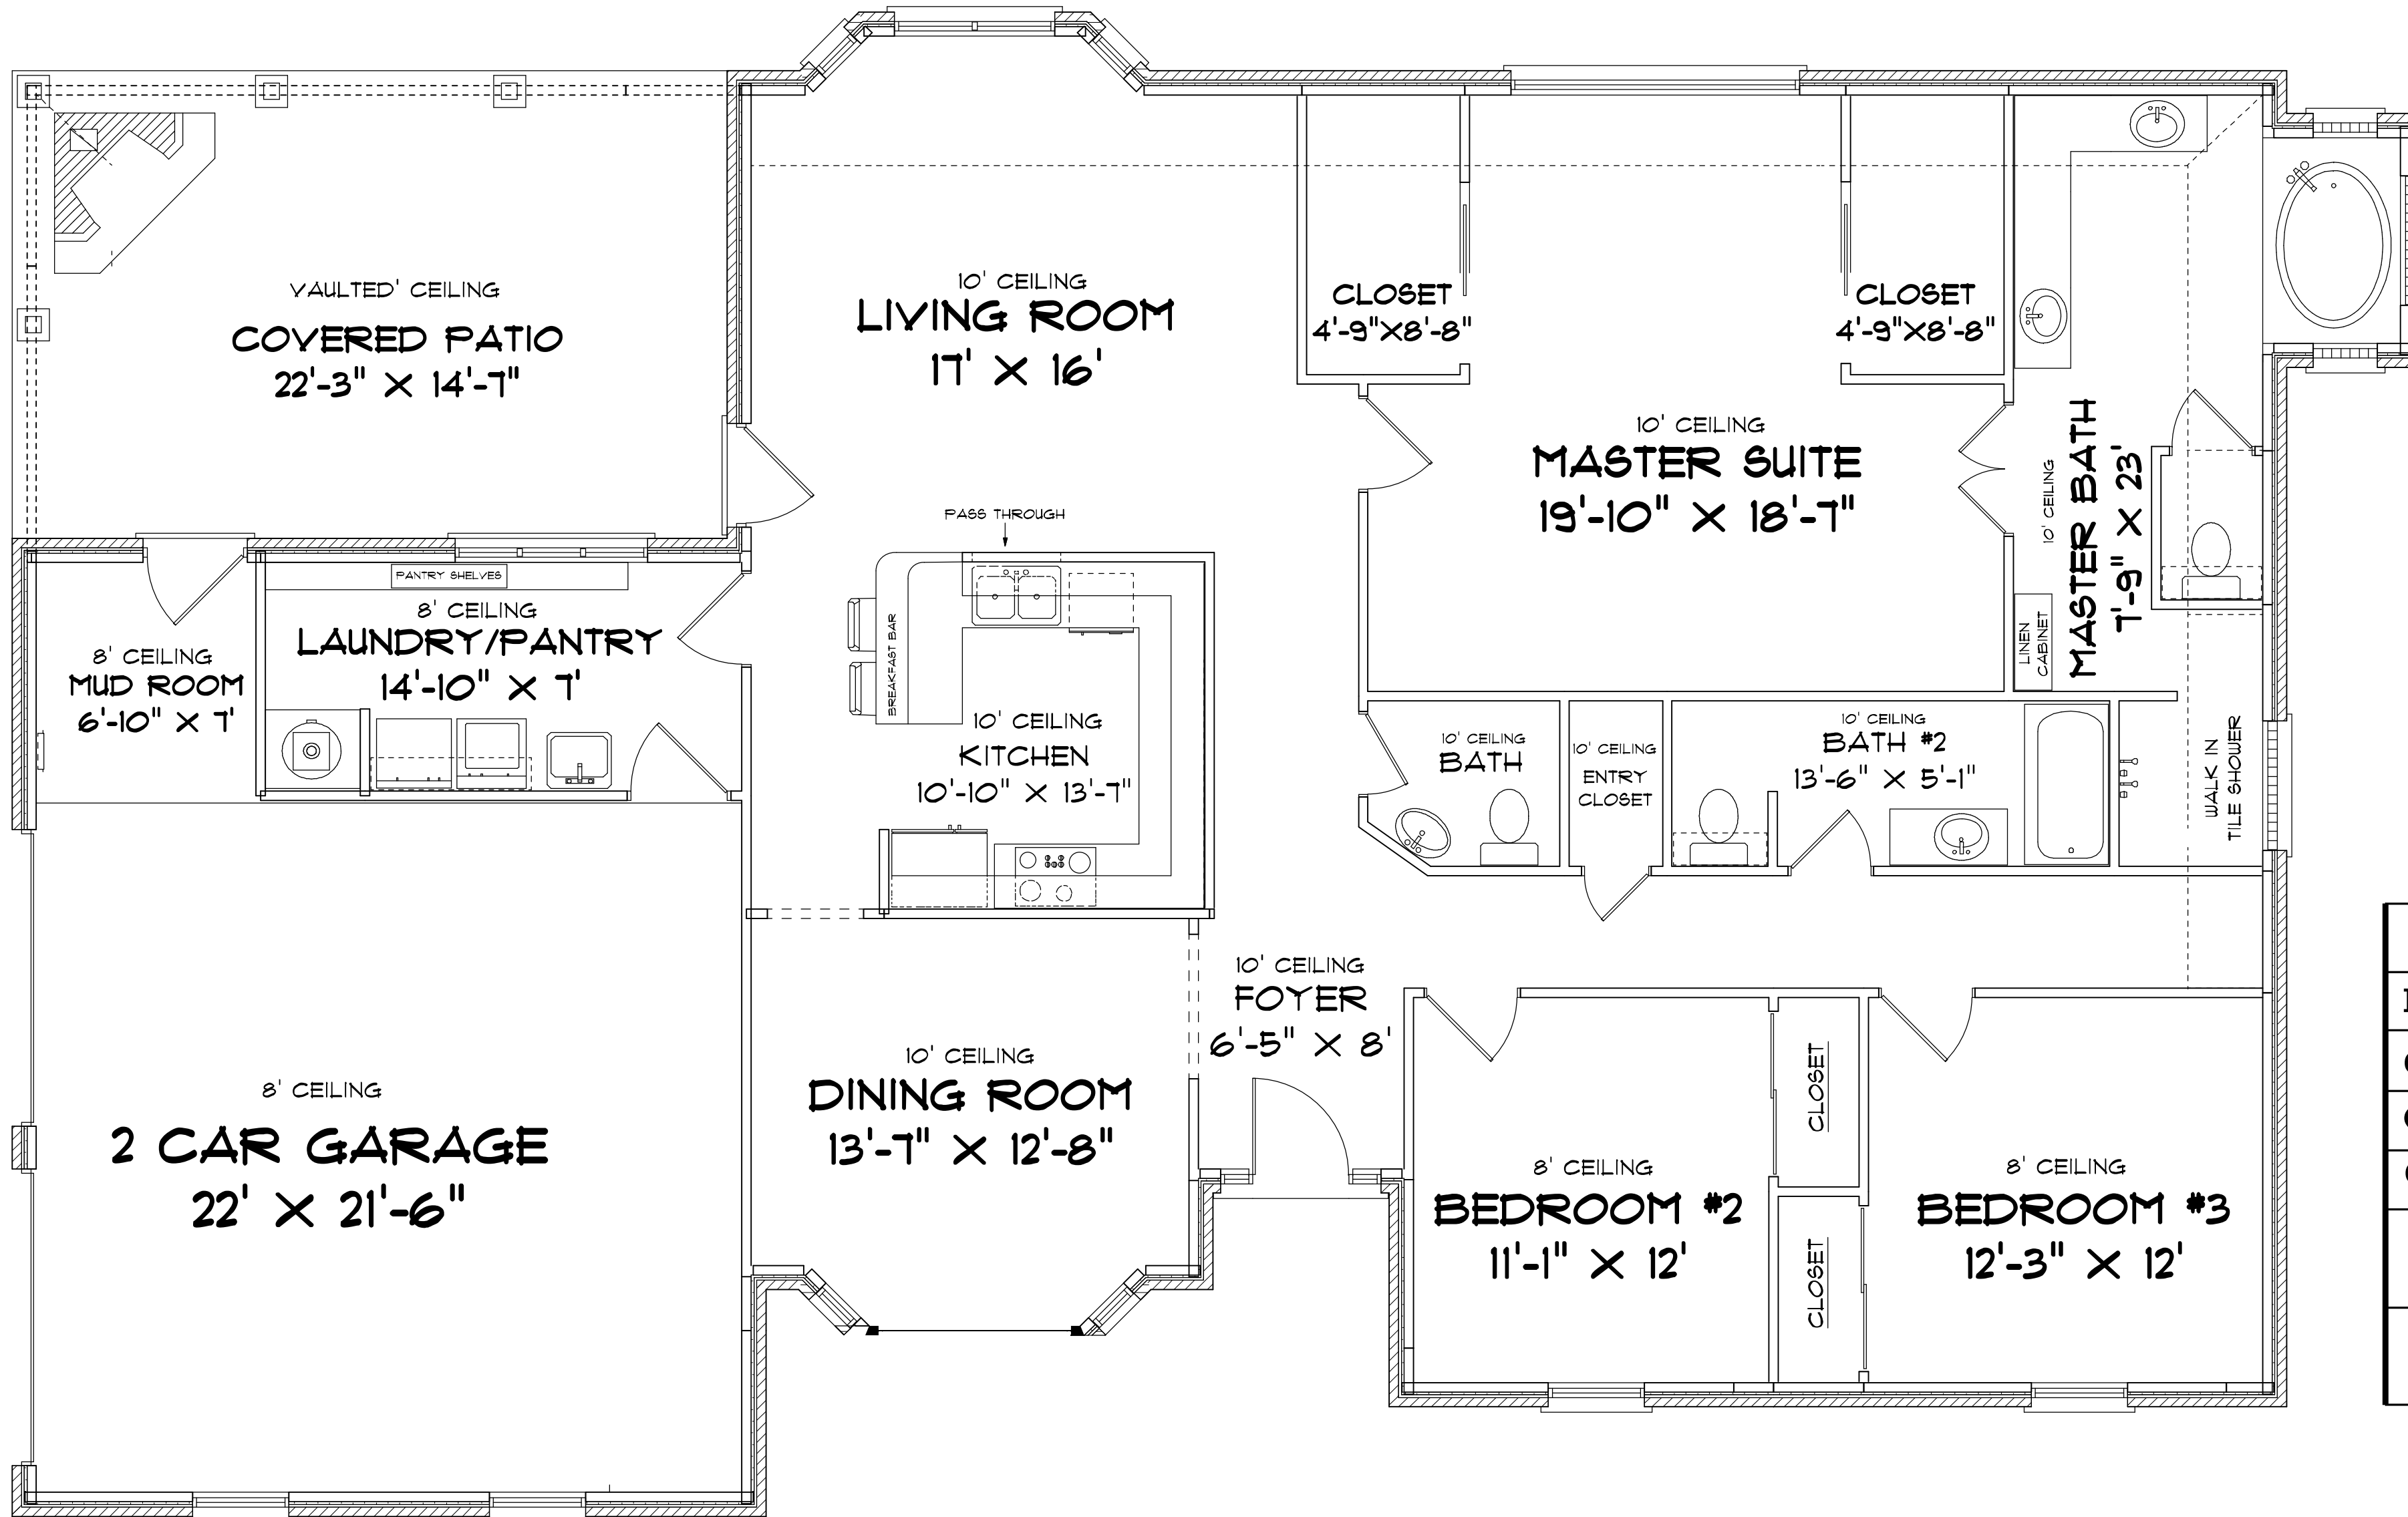 VAULTED' CEILING
COVERED PATIO
22'-3" X 14'-7"
10' CEILING
LIVING ROOM
17' X 16'
CLOSET
4'-9"X8'-8"
CLOSET
4'-9"X8'-8"
10' CEILING
MASTER SUITE
19'-10" X 18'-7"
10' CEILING
MASTER BATH
7'-9" X 23'
LINEN
CABINET
PASS THROUGH
PANTRY SHELVES
8' CEILING
LAUNDRY/PANTRY
14'-10" X 7'
8' CEILING
MUD ROOM
6'-10" X 7'
BREAKFAST BAR
10' CEILING
KITCHEN
10'-10" X 13'-7"
10' CEILING
BATH
10' CEILING
ENTRY
CLOSET
10' CEILING
BATH #2
13'-6" X 5'-1"
WALK IN
TILE SHOWER
10' CEILING
FOYER
6'-5" X 8'
8' CEILING
2 CAR GARAGE
22' X 21'-6"
10' CEILING
DINING ROOM
13'-7" X 12'-8"
8' CEILING
BEDROOM #2
11'-1" X 12'
CLOSET
CLOSET
8' CEILING
BEDROOM #3
12'-3" X 12'